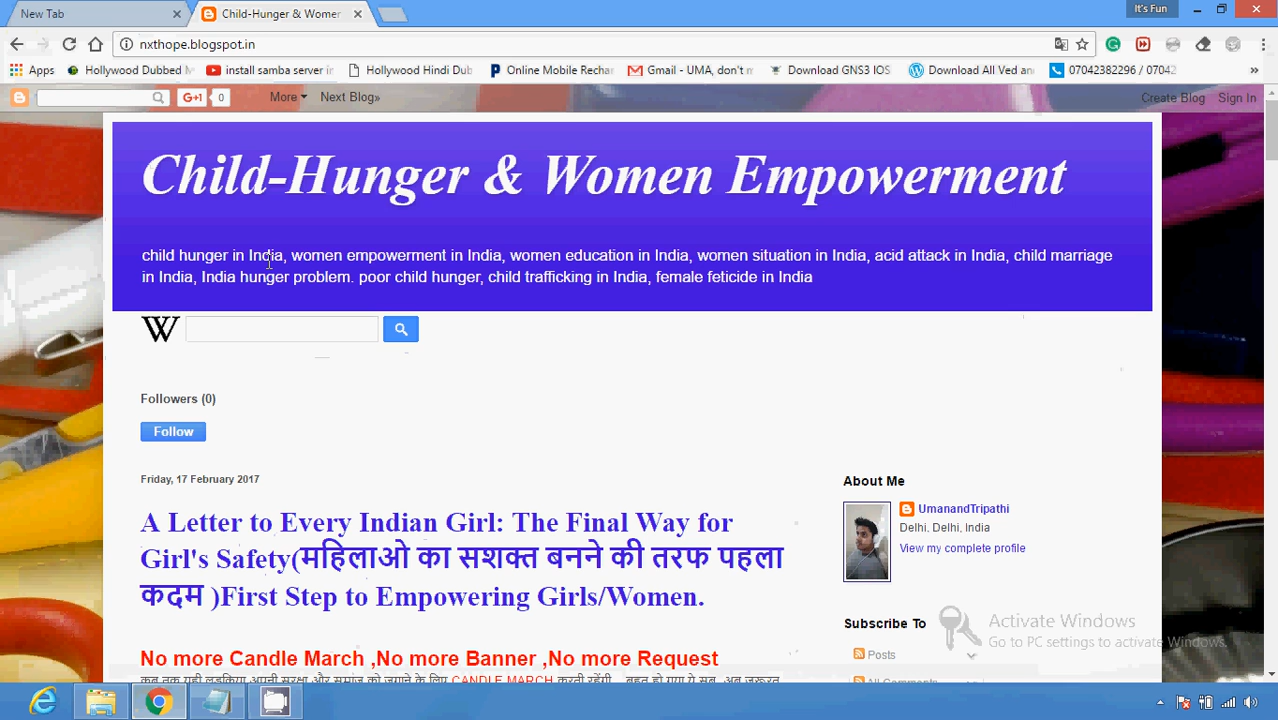 New Tab
Child-Hunger & Women
It's Fun
nxthope.blogspot.in
Apps
Hollywood Dubbed M
install samba server in
Hollywood Hindi Dub
Online Mobile Rechar
Gmail - UMA, don't m
Download GNS3 IOS
Download All Ved an
07042382296 / 07042
G+1 0 More Next Blog» Create Blog Sign In
Child-Hunger & Women Empowerment
child hunger in India, women empowerment in India, women education in India, women situation in India, acid attack in India, child marriage
in India, India hunger problem. poor child hunger, child trafficking in India, female feticide in India
W
Followers (0)
Follow
Friday, 17 February 2017
A Letter to Every Indian Girl: The Final Way for
Girl's Safety(महिलाओ का सशक्त बनने की तरफ पहला
कदम )First Step to Empowering Girls/Women.
No more Candle March ,No more Banner ,No more Request
CANDLE MARCH
About Me
UmanandTripathi
Delhi, Delhi, India
View my complete profile
Subscribe To
Posts
All Comments
Activate Windows
Go to PC settings to activate Windows.